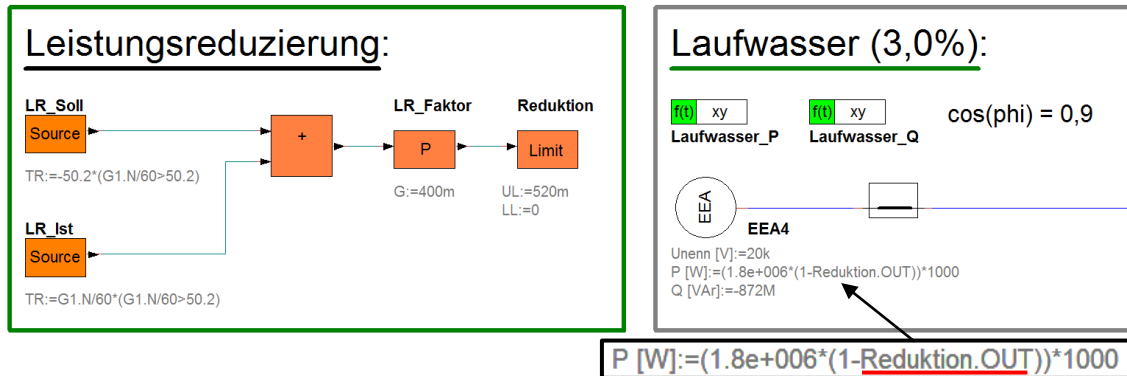 Leistungsreduzierung:
LR_Soll
Source
TR:=-50.2*(G1.N/60>50.2)
+
LR_Faktor
P
G:=400m
Reduktion
Limit
UL:=520m
LL:=0
LR_Ist
Source
TR:=G1.N/60*(G1.N/60>50.2)
Laufwasser (3,0%):
f(t) xy
Laufwasser_P
f(t) xy
Laufwasser_Q
cos(phi) = 0,9
EEA
EEA4
Unenn [V]:=20k
P [W]:=(1.8e+006*(1-Reduktion.OUT))*1000
Q [VAr]:=-872M
P [W]:=(1.8e+006*(1-Reduktion.OUT))*1000